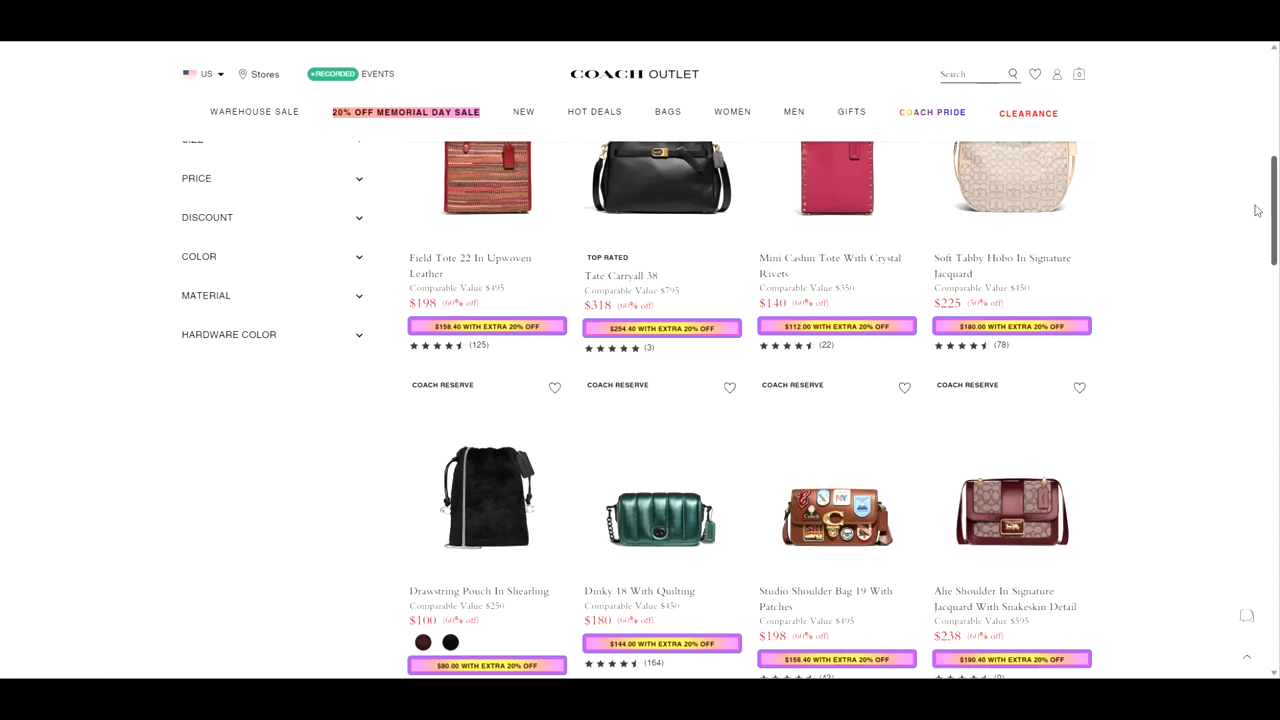 US
Stores
RECORDED EVENTS
COACH OUTLET
Search
0
WAREHOUSE SALE
20% OFF MEMORIAL DAY SALE
NEW
HOT DEALS
BAGS
WOMEN
MEN
GIFTS
COACH PRIDE
CLEARANCE
PRICE
DISCOUNT
COLOR
MATERIAL
HARDWARE COLOR
Field Tote 22 In Upwoven
Leather
Comparable Value $495
$198 (60% off)
$158.40 WITH EXTRA 20% OFF
(125)
TOP RATED
Tate Carryall 38
Comparable Value $795
$318 (60% off)
$254.40 WITH EXTRA 20% OFF
(3)
Mini Cashin Tote With Crystal
Rivets
Comparable Value $350
$140 (60% off)
$112.00 WITH EXTRA 20% OFF
(22)
Soft Tabby Hobo In Signature
Jacquard
Comparable Value $450
$225 (50% off)
$180.00 WITH EXTRA 20% OFF
(78)
COACH RESERVE
Drawstring Pouch In Shearling
Comparable Value $250
$100 (60% off)
$80.00 WITH EXTRA 20% OFF
COACH RESERVE
Dinky 18 With Quilting
Comparable Value $450
$180 (60% off)
$144.00 WITH EXTRA 20% OFF
(164)
COACH RESERVE
Studio Shoulder Bag 19 With
Patches
Comparable Value $495
$198 (60% off)
$158.40 WITH EXTRA 20% OFF
COACH RESERVE
Alie Shoulder In Signature
Jacquard With Snakeskin Detail
Comparable Value $595
$238 (60% off)
$190.40 WITH EXTRA 20% OFF